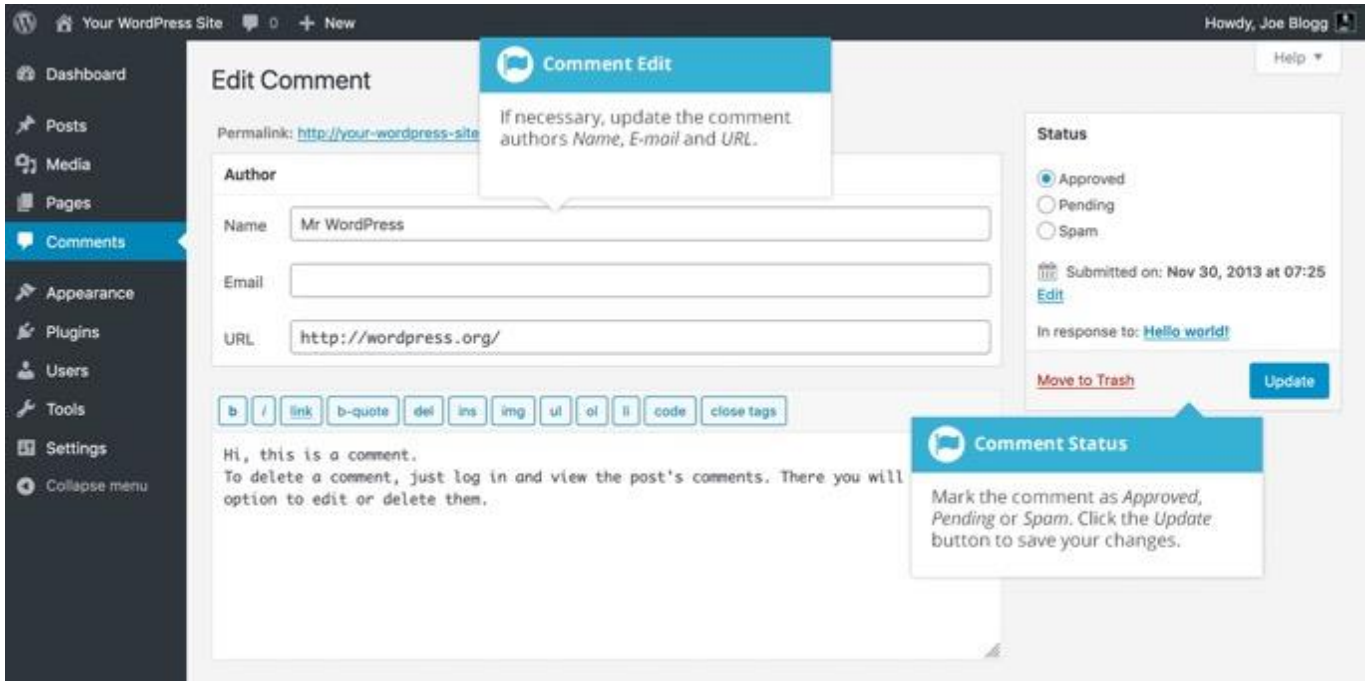 Your WordPress Site 0 + New Howdy, Joe Blogg
Help
Dashboard
Posts
Media
Pages
Comments
Appearance
Plugins
Users
Tools
Settings
Collapse menu
Edit Comment
Permalink: http://your-wordpress-site
Comment Edit
If necessary, update the comment
authors Name, E-mail and URL.
Author
Name Mr WordPress
Email
URL http://wordpress.org/
b i link b-quote del ins img ul ol li code close tags
Hi, this is a comment.
To delete a comment, just log in and view the post's comments. There you will
option to edit or delete them.
Status
Approved
Pending
Spam
Submitted on: Nov 30, 2013 at 07:25
Edit
In response to: Hello world!
Move to Trash Update
Comment Status
Mark the comment as Approved,
Pending or Spam. Click the Update
button to save your changes.